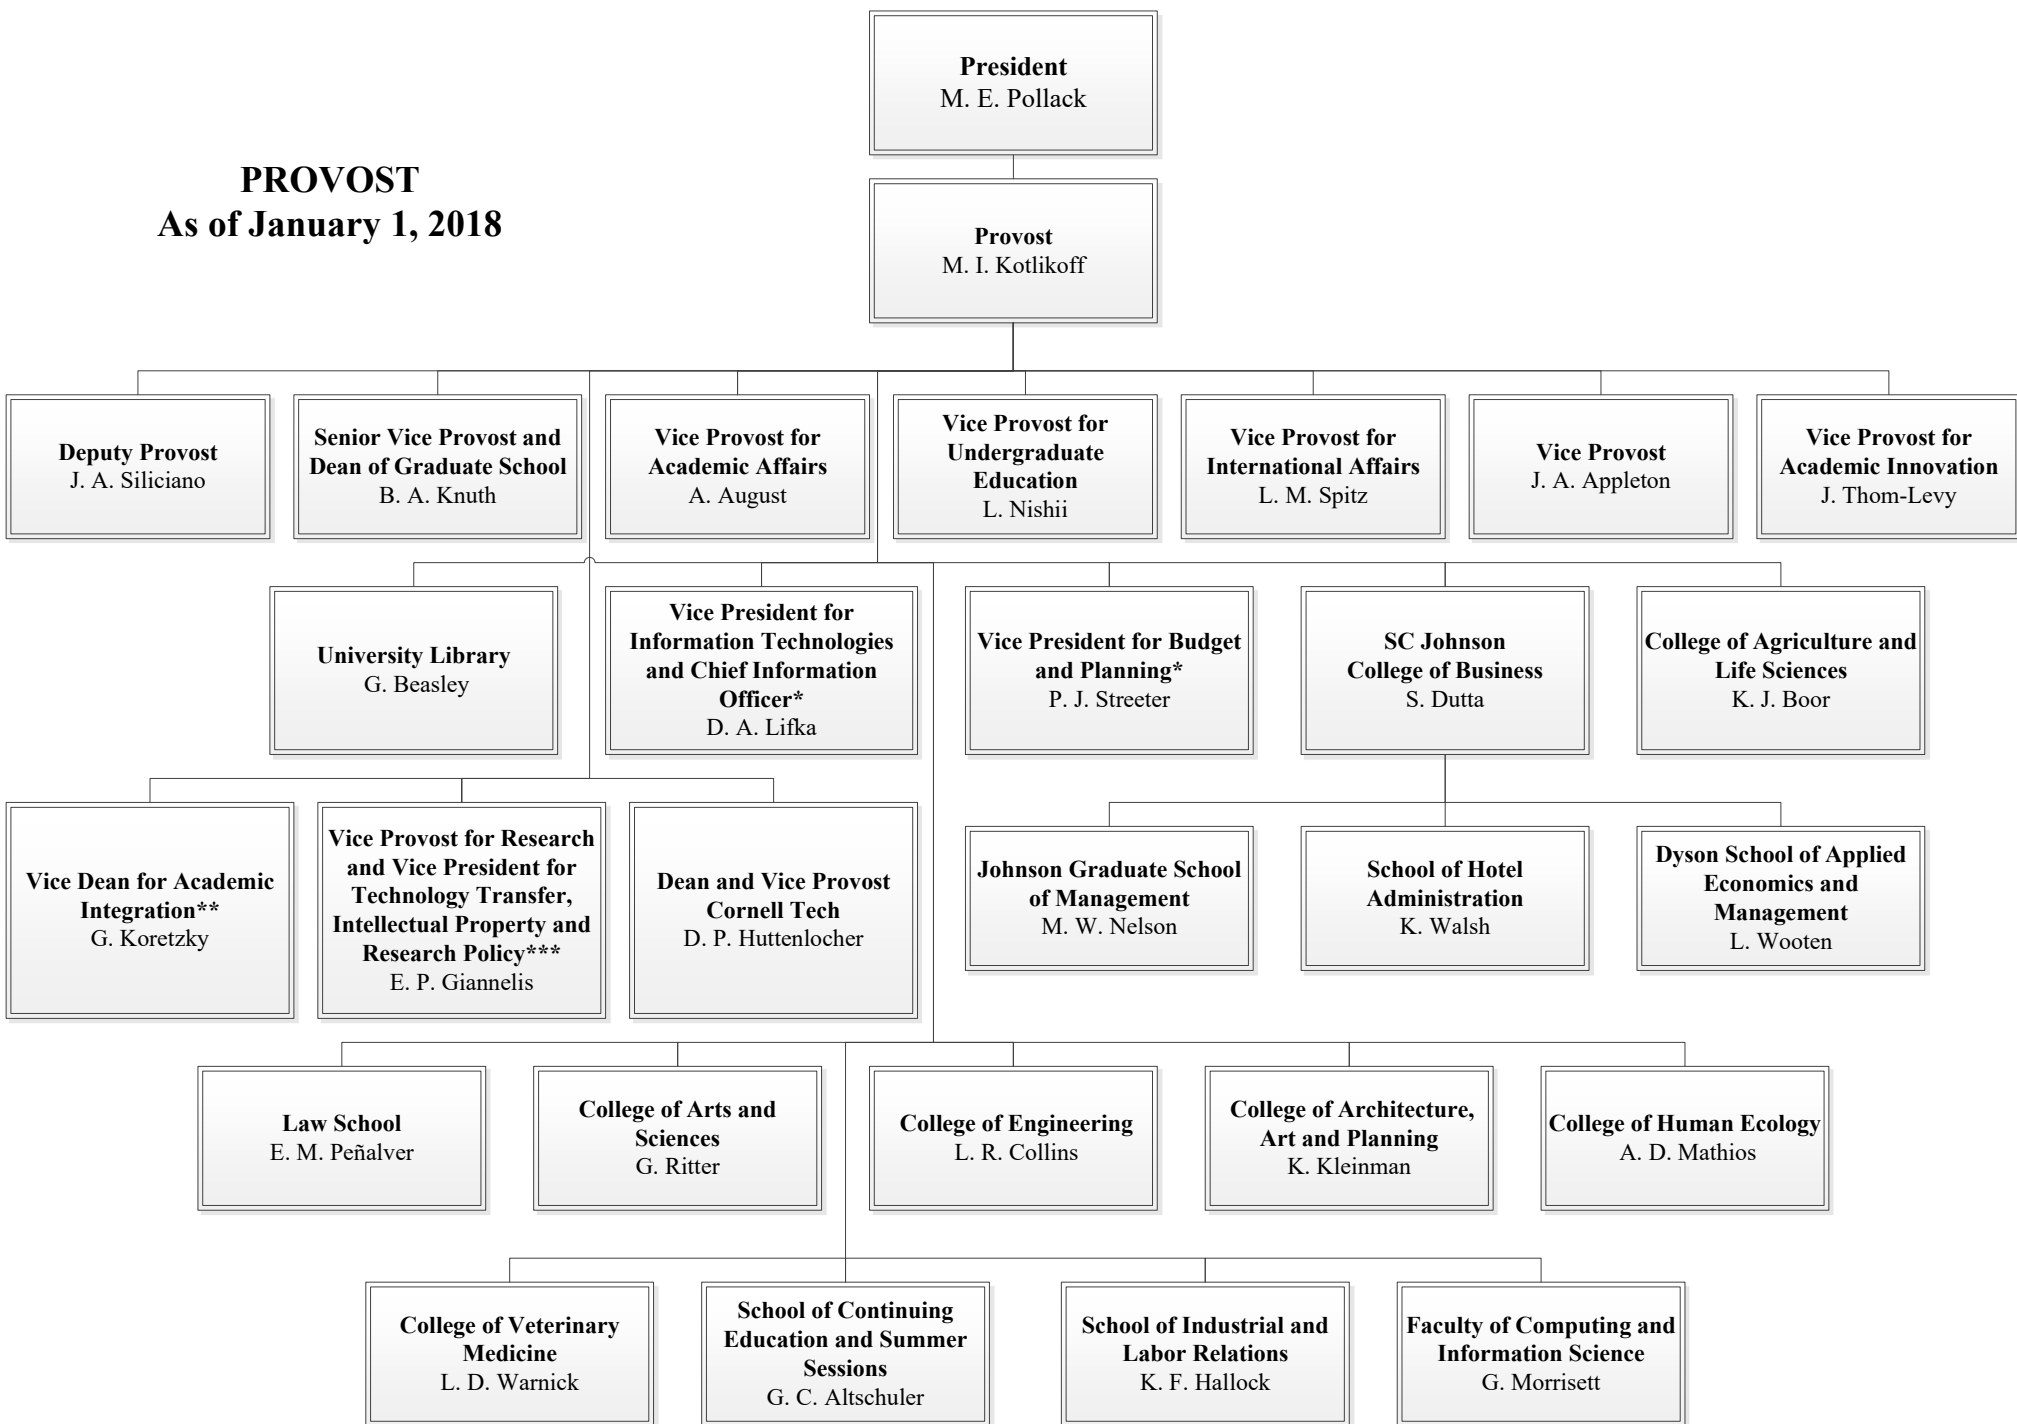 President
M. E. Pollack
PROVOST
As of January 1, 2018
Provost
M. I. Kotlikoff
Deputy Provost
J. A. Siliciano
Senior Vice Provost and
Dean of Graduate School
B. A. Knuth
Vice Provost for
Academic Affairs
A. August
Vice Provost for
Undergraduate
Education
L. Nishii
Vice Provost for
International Affairs
L. M. Spitz
Vice Provost
J. A. Appleton
Vice Provost for
Academic Innovation
J. Thom-Levy
University Library
G. Beasley
Vice President for
Information Technologies
and Chief Information
Officer*
D. A. Lifka
Vice President for Budget
and Planning*
P. J. Streeter
SC Johnson
College of Business
S. Dutta
College of Agriculture and
Life Sciences
K. J. Boor
Vice Dean for Academic
Integration**
G. Koretzky
Vice Provost for Research
and Vice President for
Technology Transfer,
Intellectual Property and
Research Policy***
E. P. Giannelis
Dean and Vice Provost
Cornell Tech
D. P. Huttenlocher
Johnson Graduate School
of Management
M. W. Nelson
School of Hotel
Administration
K. Walsh
Dyson School of Applied
Economics and
Management
L. Wooten
Law School
E. M. Peñalver
College of Arts and
Sciences
G. Ritter
College of Engineering
L. R. Collins
College of Architecture,
Art and Planning
K. Kleinman
College of Human Ecology
A. D. Mathios
College of Veterinary
Medicine
L. D. Warnick
School of Continuing
Education and Summer
Sessions
G. C. Altschuler
School of Industrial and
Labor Relations
K. F. Hallock
Faculty of Computing and
Information Science
G. Morrisett